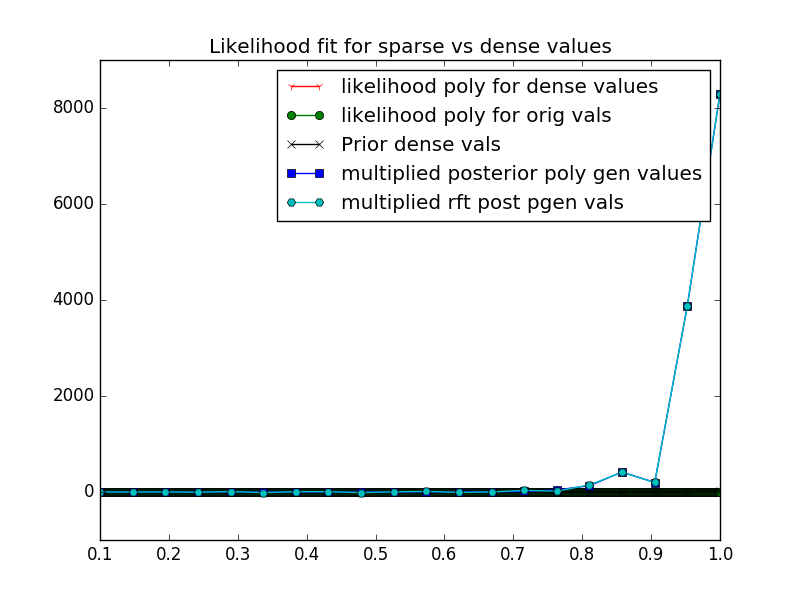 Likelihood fit for sparse vs dense values
likelihood poly for dense values
likelihood poly for orig vals
Prior dense vals
multiplied posterior poly gen values
multiplied rft post pgen vals
8000
6000
4000
2000
0
0.1 0.2 0.3 0.4 0.5 0.6 0.7 0.8 0.9 1.0